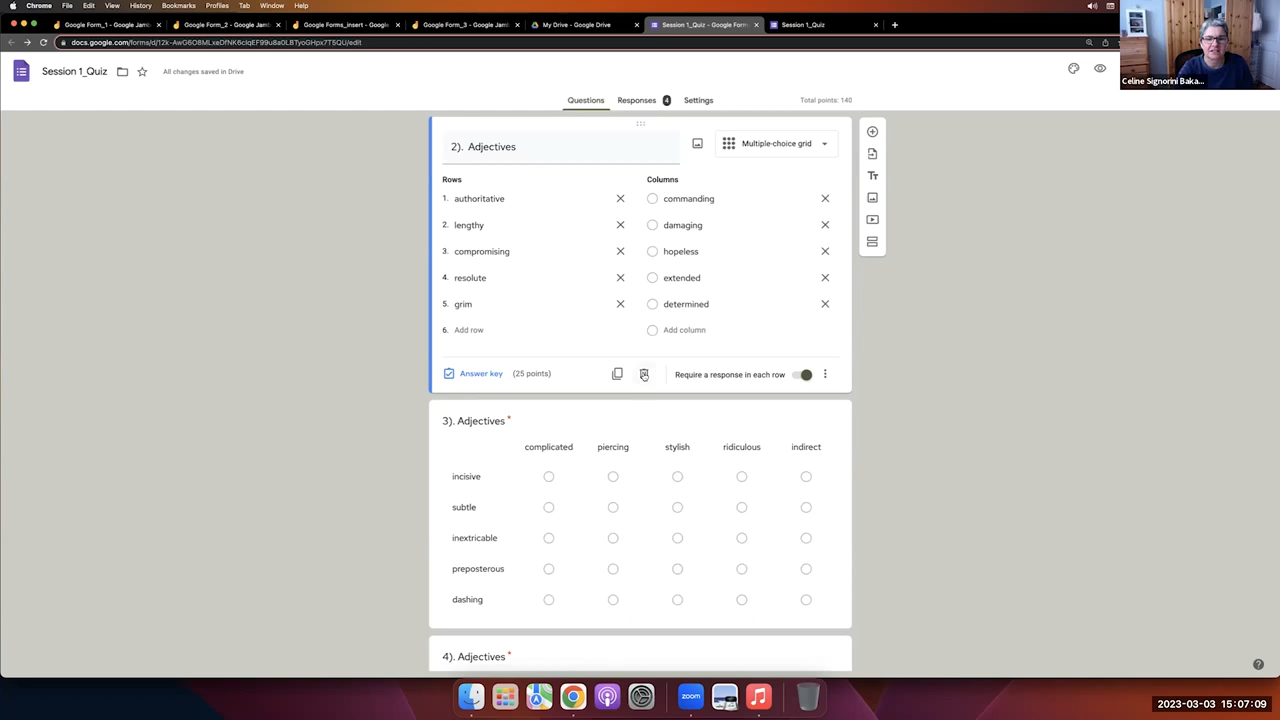 Chrome File Edit View History Bookmarks Profiles Tab Window Help
Google Form_1 - Google Jamb
Google Form_2 - Google Jamb
Google Forms_insert - Google
Google Form_3 - Google Jamb
My Drive - Google Drive
Session 1_Quiz - Google Form
Session 1_Quiz
Session 1_Quiz
All changes saved in Drive
Celine Signorini Baka...
Questions Responses 4 Settings
Total points: 140
2). Adjectives
Multiple-choice grid
Rows Columns
1. authoritative commanding
2. lengthy damaging
3. compromising hopeless
4. resolute extended
5. grim determined
6. Add row Add column
Answer key (25 points) Require a response in each row
3). Adjectives *
complicated piercing stylish ridiculous indirect
incisive
subtle
inextricable
preposterous
dashing
4). Adjectives *
zoom
2023-03-03 15:07:09